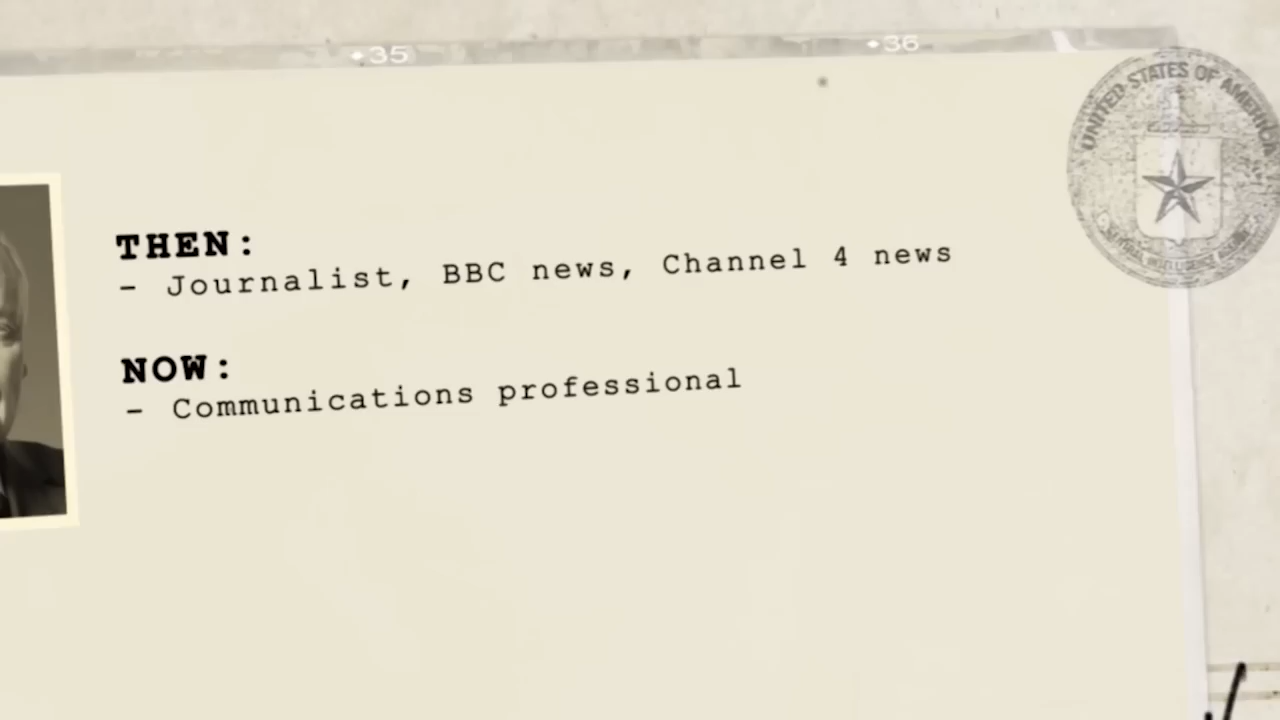 35
36
UNITED STATES OF AMERICA
THEN:
- Journalist, BBC news, Channel 4 news
NOW:
- Communications professional